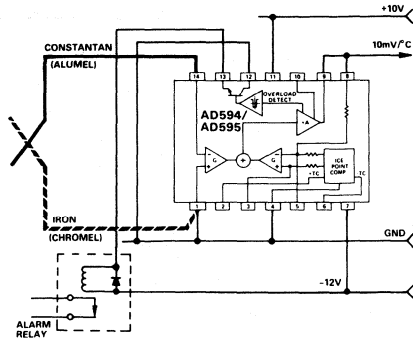 +10V
CONSTANTAN
(ALUMEL)
10mV/°C
14 13 12 11 10 9 8
OVERLOAD
DETECT
AD594/
AD595
-A
-
G
+
+
-
G
+
ICE
POINT
COMP
+TC
-TC
IRON
(CHROMEL)
1 2 3 4 5 6 7
GND
-12V
ALARM
RELAY